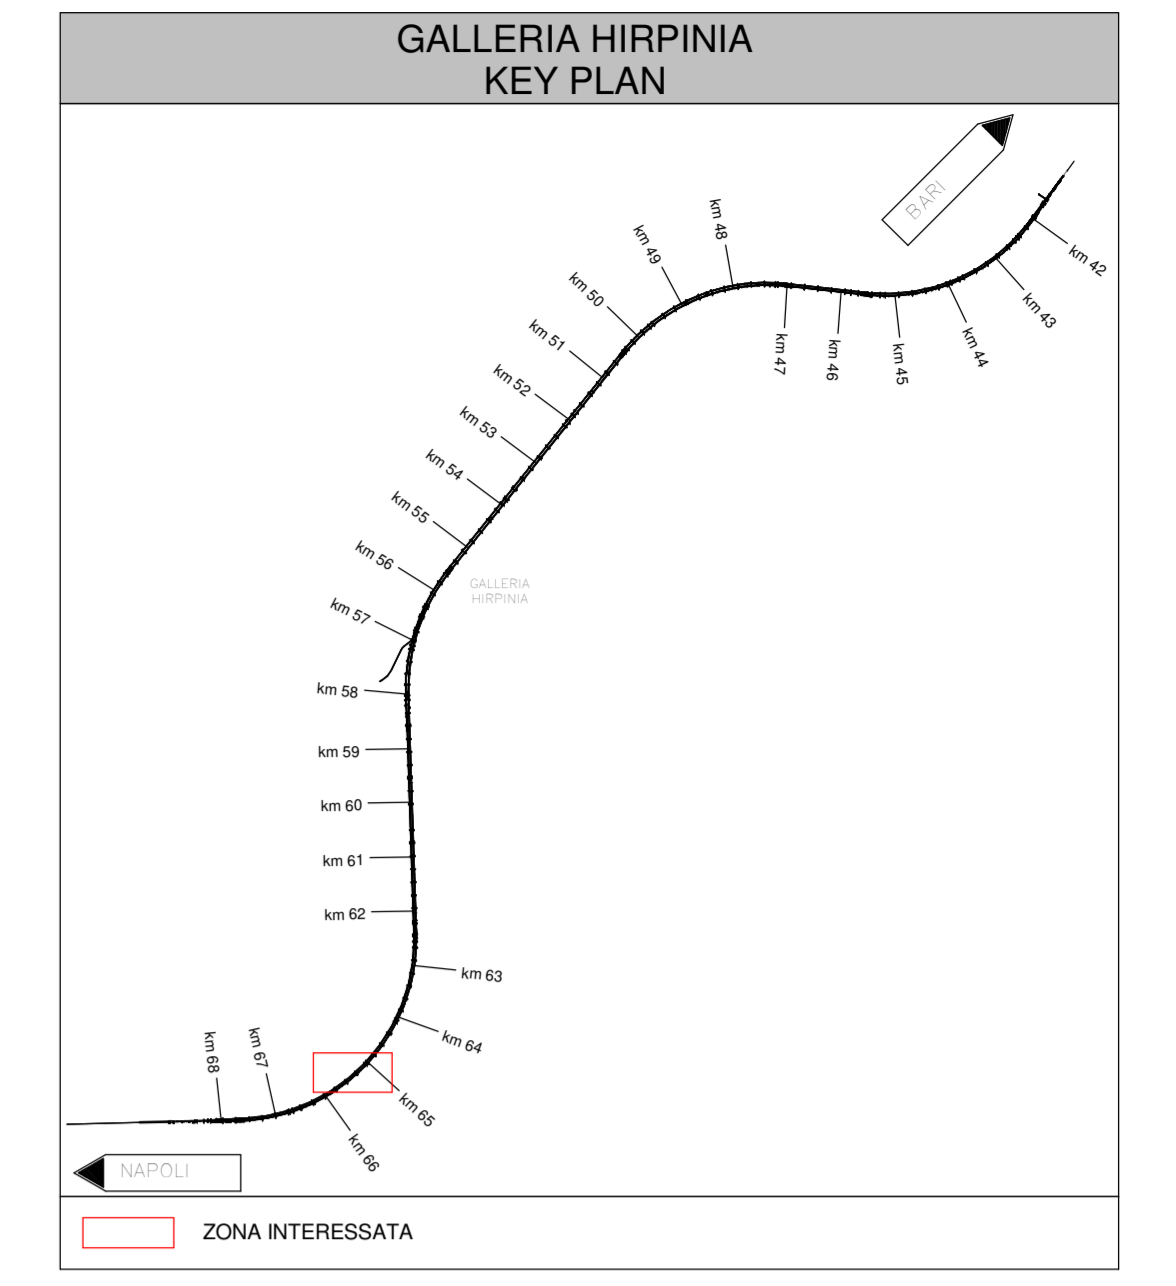 GALLERIA HIRPINIA
KEY PLAN
BARI
km 42
km 43
km 44
km 45
km 46
km 47
km 48
km 49
km 50
km 51
km 52
km 53
km 54
km 55
km 56
GALLERIA
HIRPINIA
km 57
km 58
km 59
km 60
km 61
km 62
km 63
km 64
km 65
km 66
km 67
km 68
NAPOLI
ZONA INTERESSATA